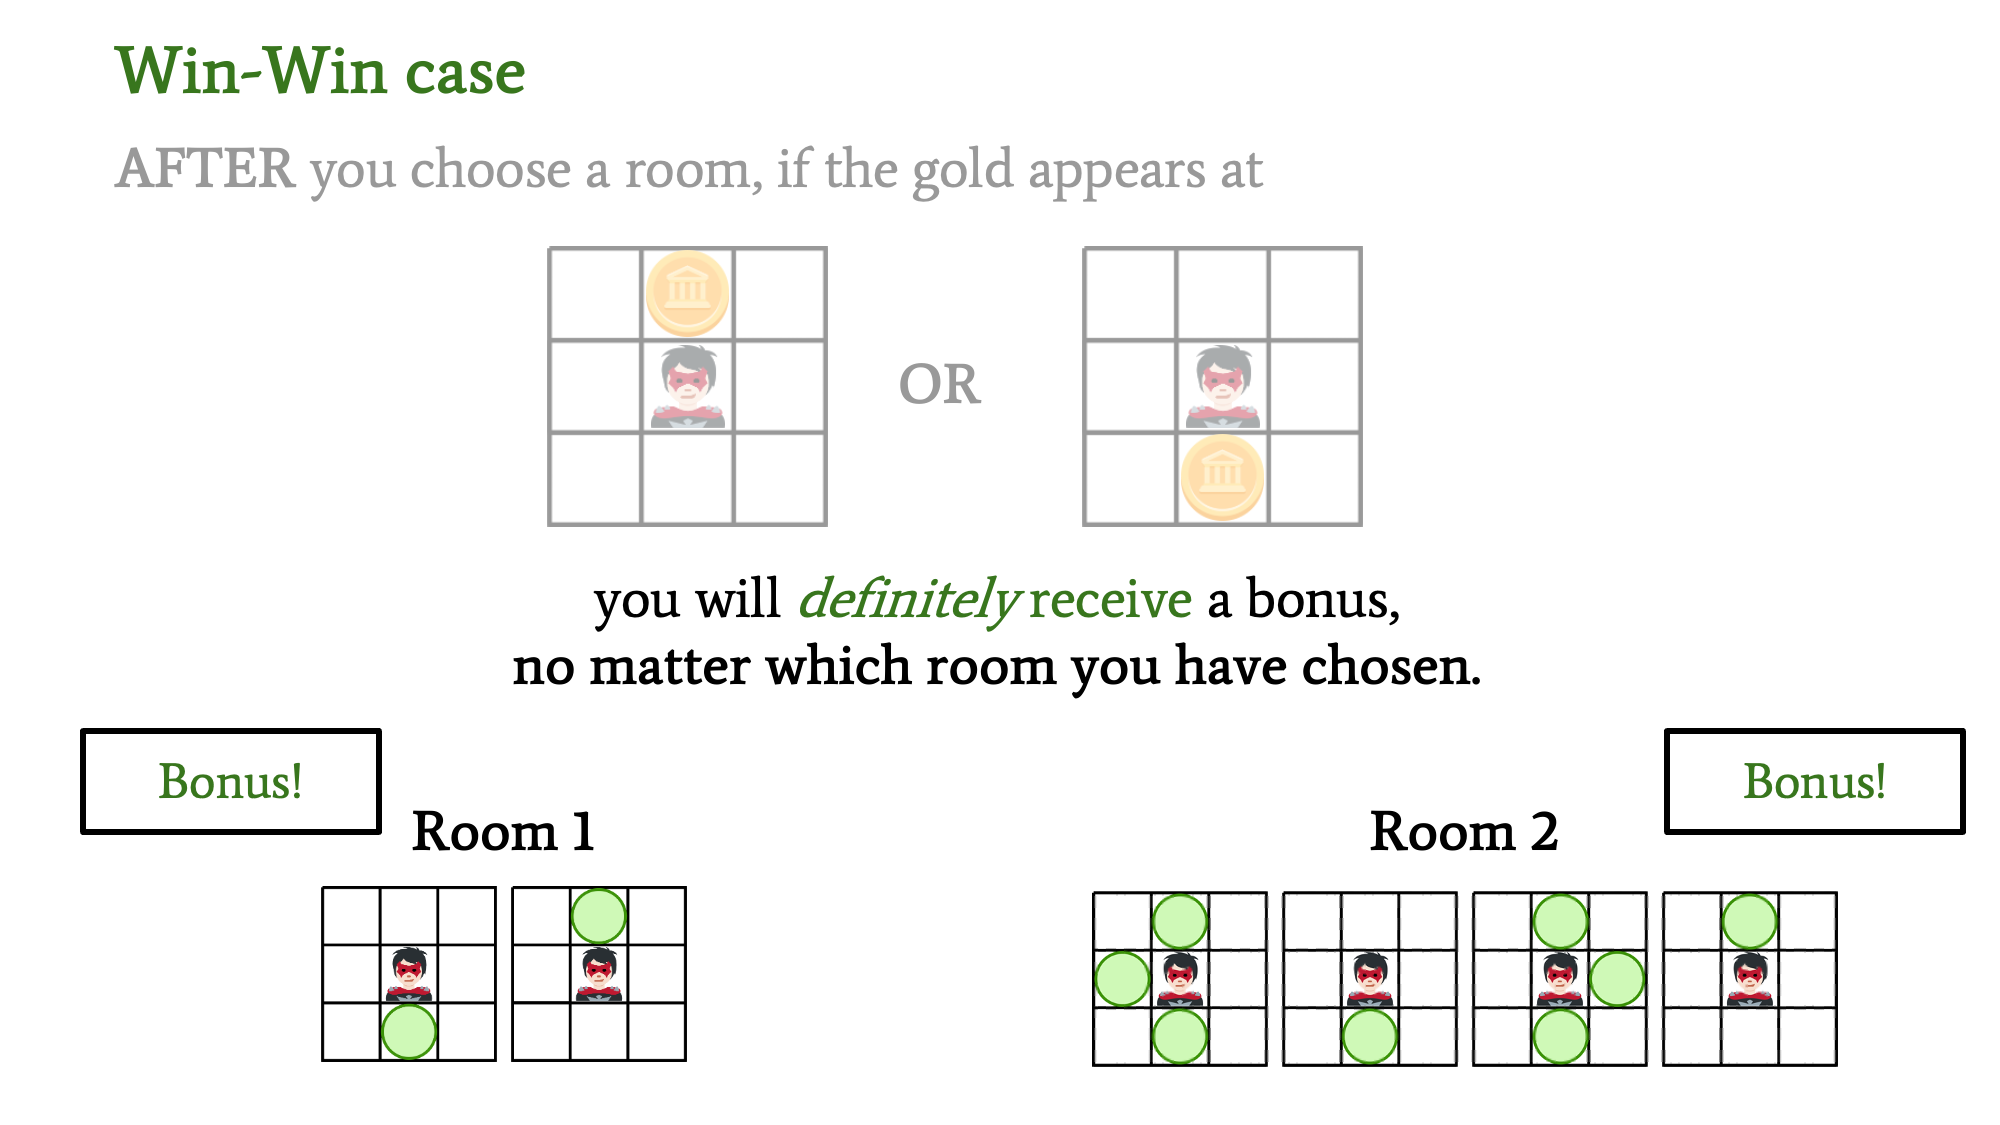 Win-Win case
AFTER you choose a room, if the gold appears at
OR
you will definitely receive a bonus,
no matter which room you have chosen.
Bonus!
Bonus!
Room 1
Room 2